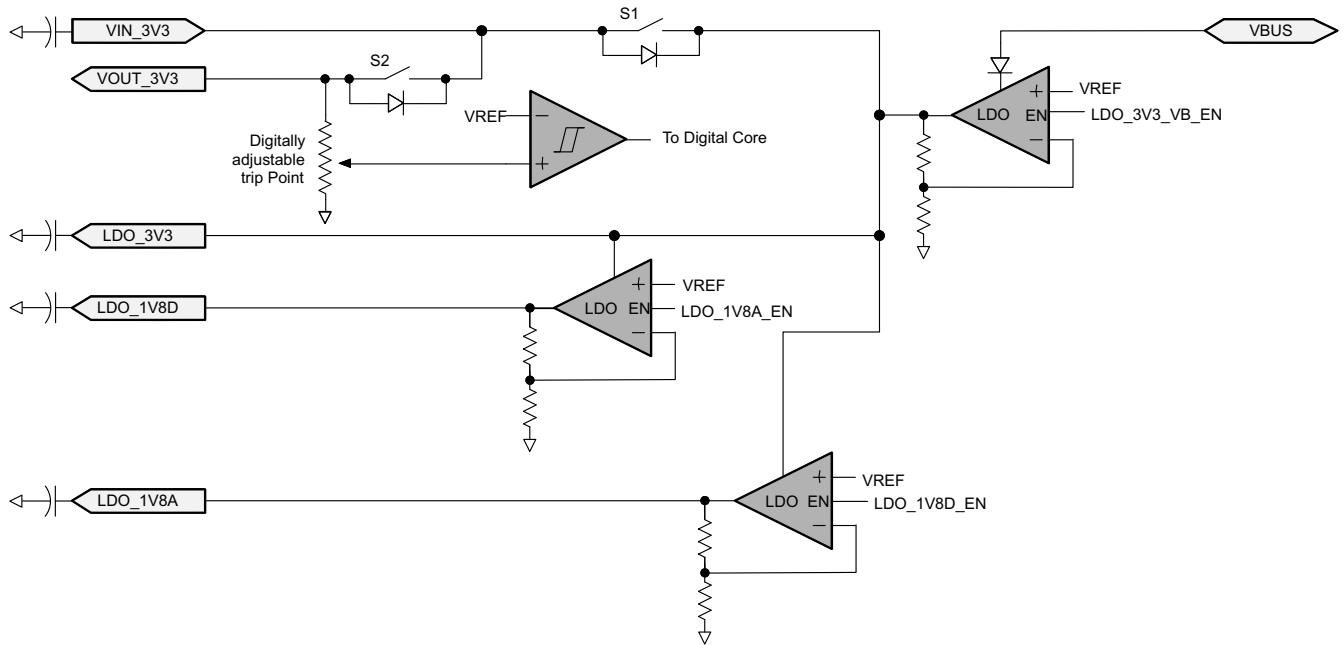 S1
VIN_3V3
VBUS
S2
VOUT_3V3
VREF
+
VREF
LDO
EN
LDO_3V3_VB_EN
−
−
Digitally
adjustable
trip Point
To Digital Core
+
LDO_3V3
+
VREF
LDO_1V8D
LDO
EN
LDO_1V8A_EN
−
+
VREF
LDO_1V8A
LDO
EN
LDO_1V8D_EN
−